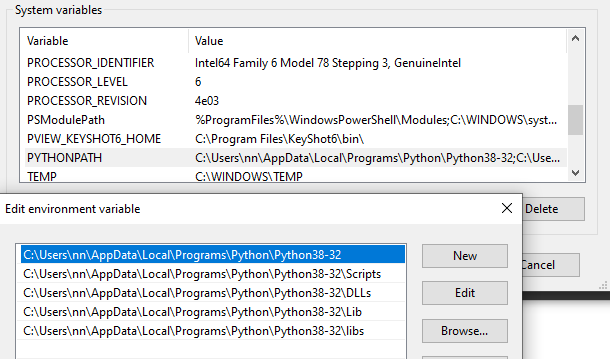 System variables
Variable Value
PROCESSOR_IDENTIFIER Intel64 Family 6 Model 78 Stepping 3, GenuineIntel
PROCESSOR_LEVEL 6
PROCESSOR_REVISION 4e03
PSModulePath %ProgramFiles%\WindowsPowerShell\Modules;C:\WINDOWS\syst...
PVIEW_KEYSHOT6_HOME C:\Program Files\KeyShot6\bin\
PYTHONPATH C:\Users\nn\AppData\Local\Programs\Python\Python38-32;C:\Use...
TEMP C:\WINDOWS\TEMP
Delete
Edit environment variable
C:\Users\nn\AppData\Local\Programs\Python\Python38-32
New
C:\Users\nn\AppData\Local\Programs\Python\Python38-32\Scripts
Cancel
C:\Users\nn\AppData\Local\Programs\Python\Python38-32\DLLs
Edit
C:\Users\nn\AppData\Local\Programs\Python\Python38-32\Lib
C:\Users\nn\AppData\Local\Programs\Python\Python38-32\libs
Browse...